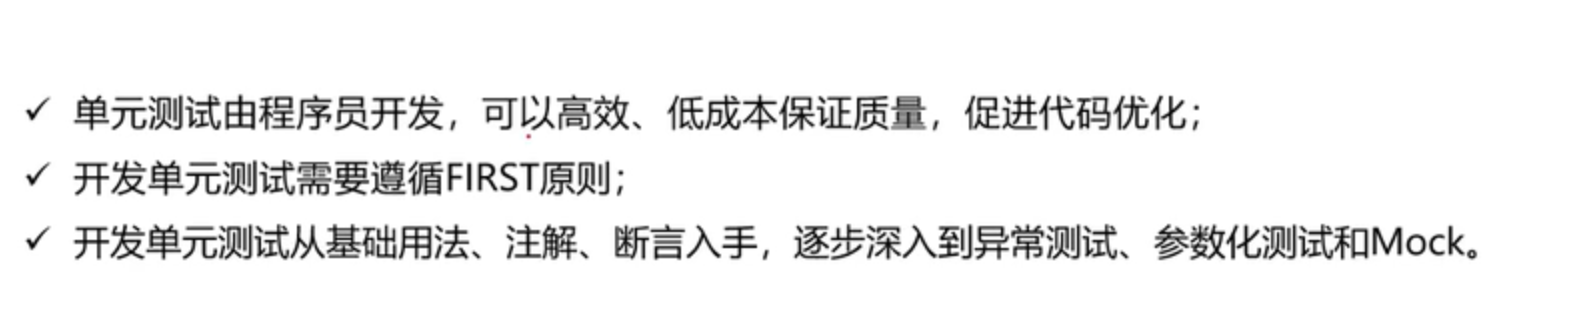 ✓ 单元测试由程序员开发，可以高效、低成本保证质量，促进代码优化；
✓ 开发单元测试需要遵循FIRST原则；
✓ 开发单元测试从基础用法、注解、断言入手，逐步深入到异常测试、参数化测试和Mock。